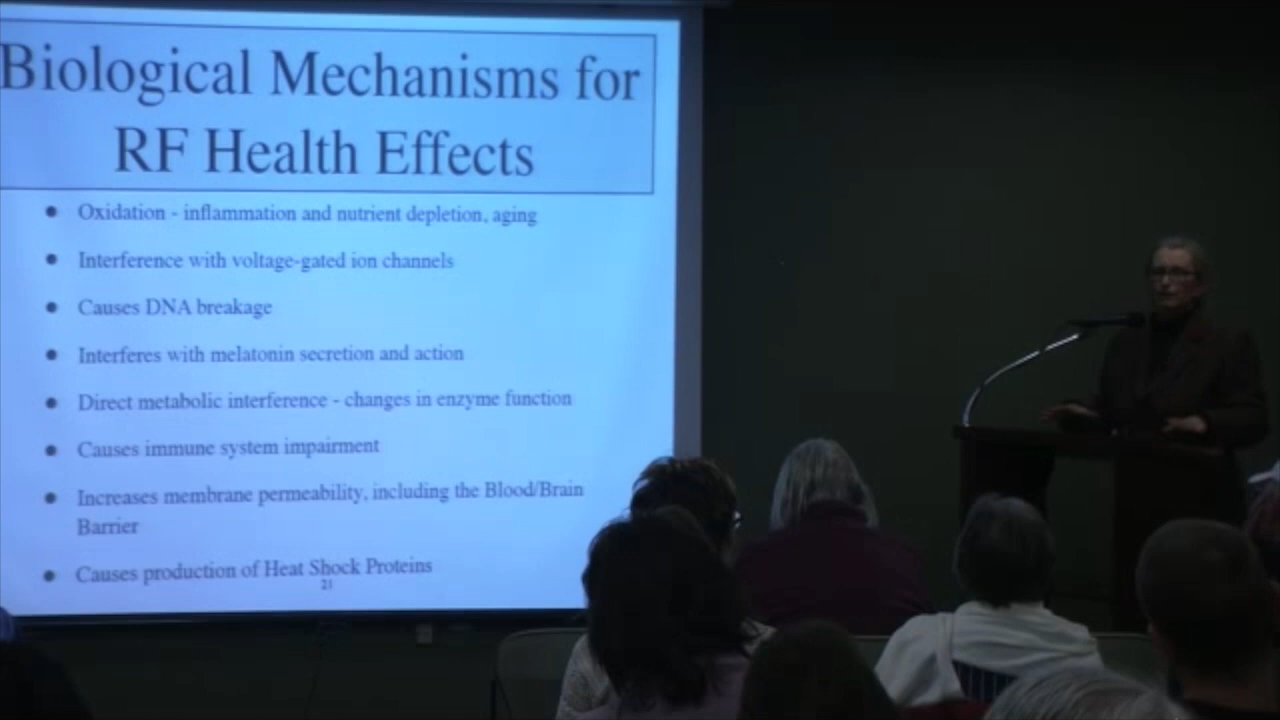 Biological Mechanisms for
RF Health Effects
● Oxidation - inflammation and nutrient depletion, aging
● Interference with voltage-gated ion channels
● Causes DNA breakage
● Interferes with melatonin secretion and action
● Direct metabolic interference - changes in enzyme function
● Causes immune system impairment
● Increases membrane permeability, including the Blood/Brain
Barrier
● Causes production of Heat Shock Proteins
21